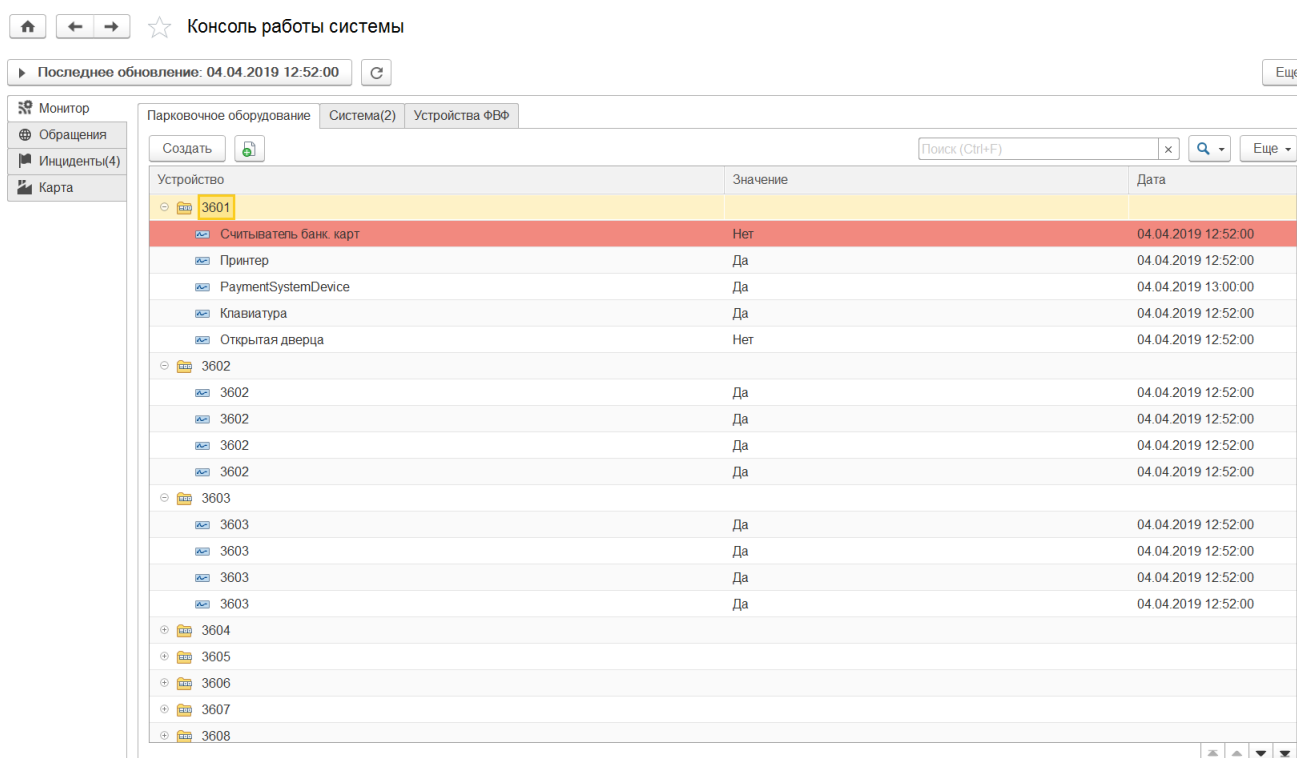 Консоль работы системы
Последнее обновление: 04.04.2019 12:52:00
Еще
Монитор
Обращения
Инциденты(4)
Карта
Парковочное оборудование Система(2) Устройства ФВФ
Создать Поиск (Ctrl+F) × Еще
Устройство Значение Дата
3601
Считыватель банк. карт Нет 04.04.2019 12:52:00
Принтер Да 04.04.2019 12:52:00
PaymentSystemDevice Да 04.04.2019 13:00:00
Клавиатура Да 04.04.2019 12:52:00
Открытая дверца Нет 04.04.2019 12:52:00
3602
3602 Да 04.04.2019 12:52:00
3602 Да 04.04.2019 12:52:00
3602 Да 04.04.2019 12:52:00
3602 Да 04.04.2019 12:52:00
3603
3603 Да 04.04.2019 12:52:00
3603 Да 04.04.2019 12:52:00
3603 Да 04.04.2019 12:52:00
3603 Да 04.04.2019 12:52:00
3604
3605
3606
3607
3608